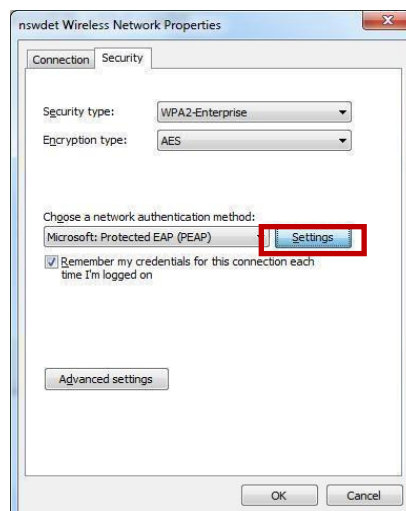 nswdet Wireless Network Properties
Connection Security
Security type: WPA2-Enterprise
Encryption type: AES
Choose a network authentication method:
Microsoft: Protected EAP (PEAP) Settings
Remember my credentials for this connection each
time I'm logged on
Advanced settings
OK Cancel